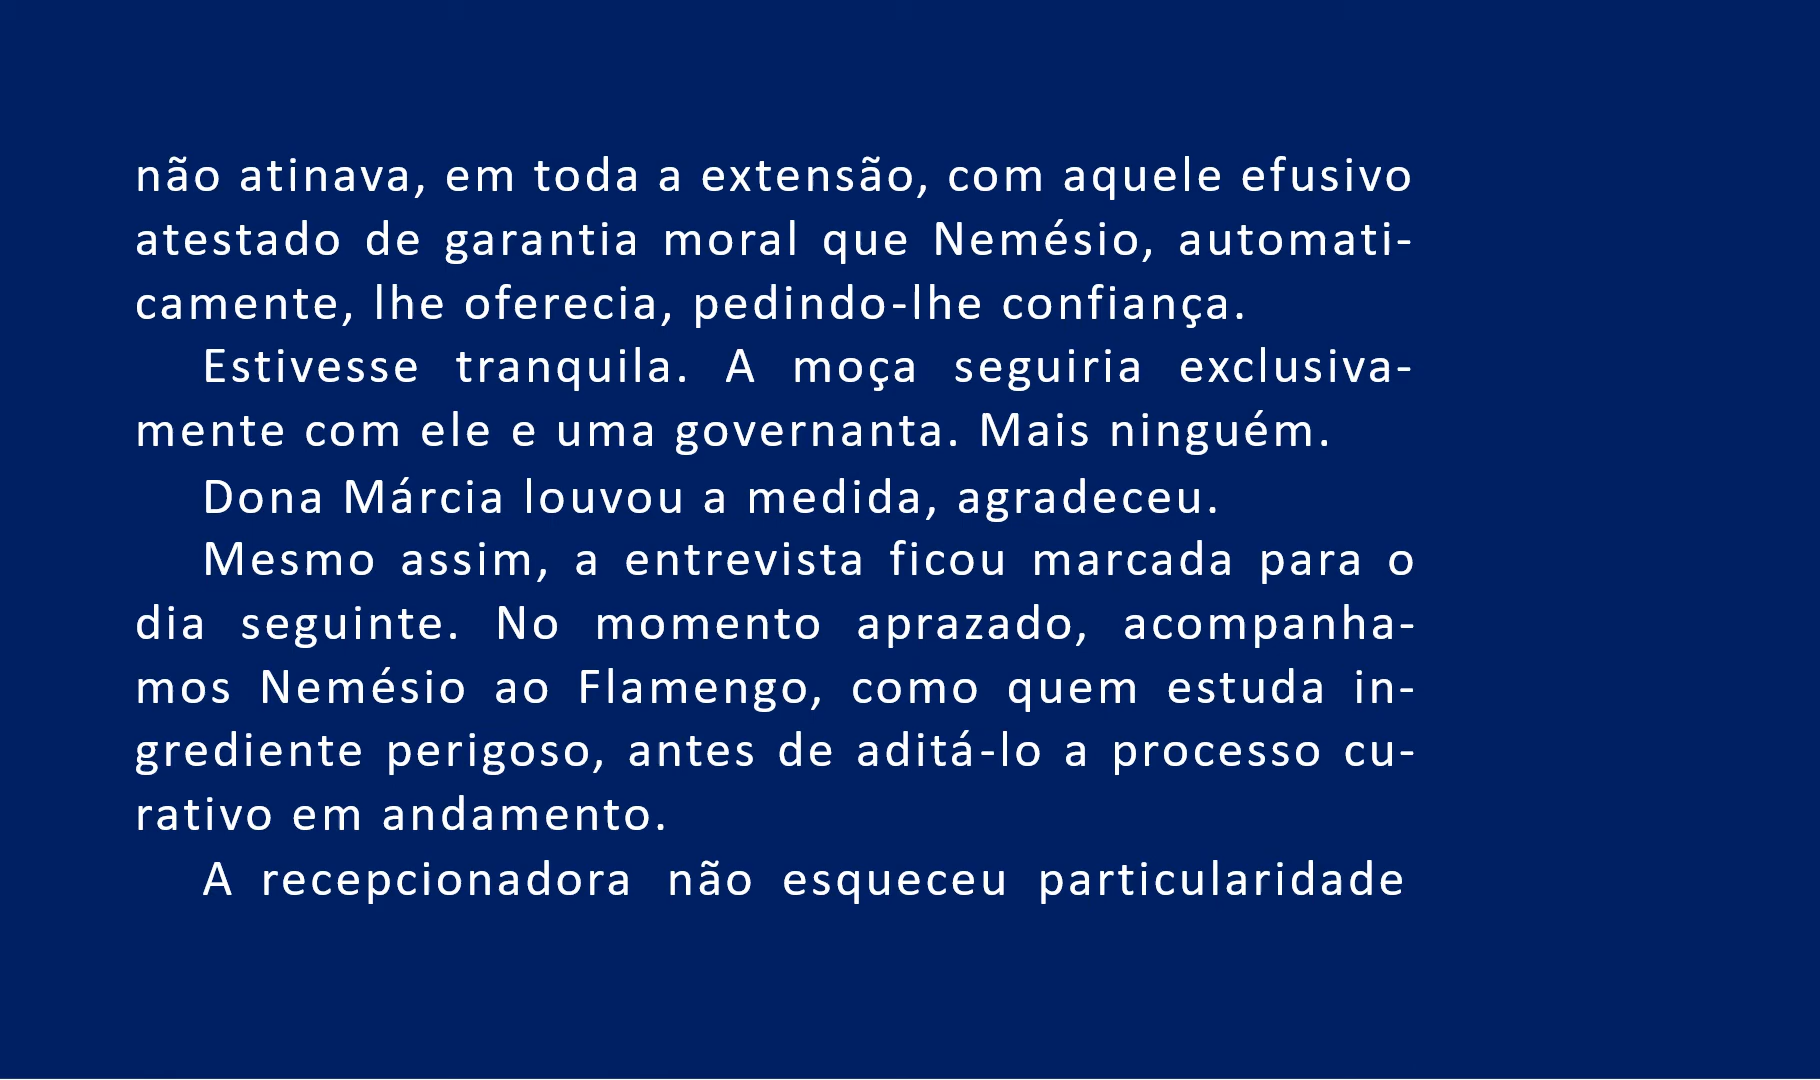 não atinava, em toda a extensão, com aquele efusivo
atestado de garantia moral que Nemésio, automati-
camente, lhe oferecia, pedindo-lhe confiança.
Estivesse tranquila. A moça seguiria exclusiva-
mente com ele e uma governanta. Mais ninguém.
Dona Márcia louvou a medida, agradeceu.
Mesmo assim, a entrevista ficou marcada para o
dia seguinte. No momento aprazado, acompanha-
mos Nemésio ao Flamengo, como quem estuda in-
grediente perigoso, antes de aditá-lo a processo cu-
rativo em andamento.
A recepcionadora não esqueceu particularidade